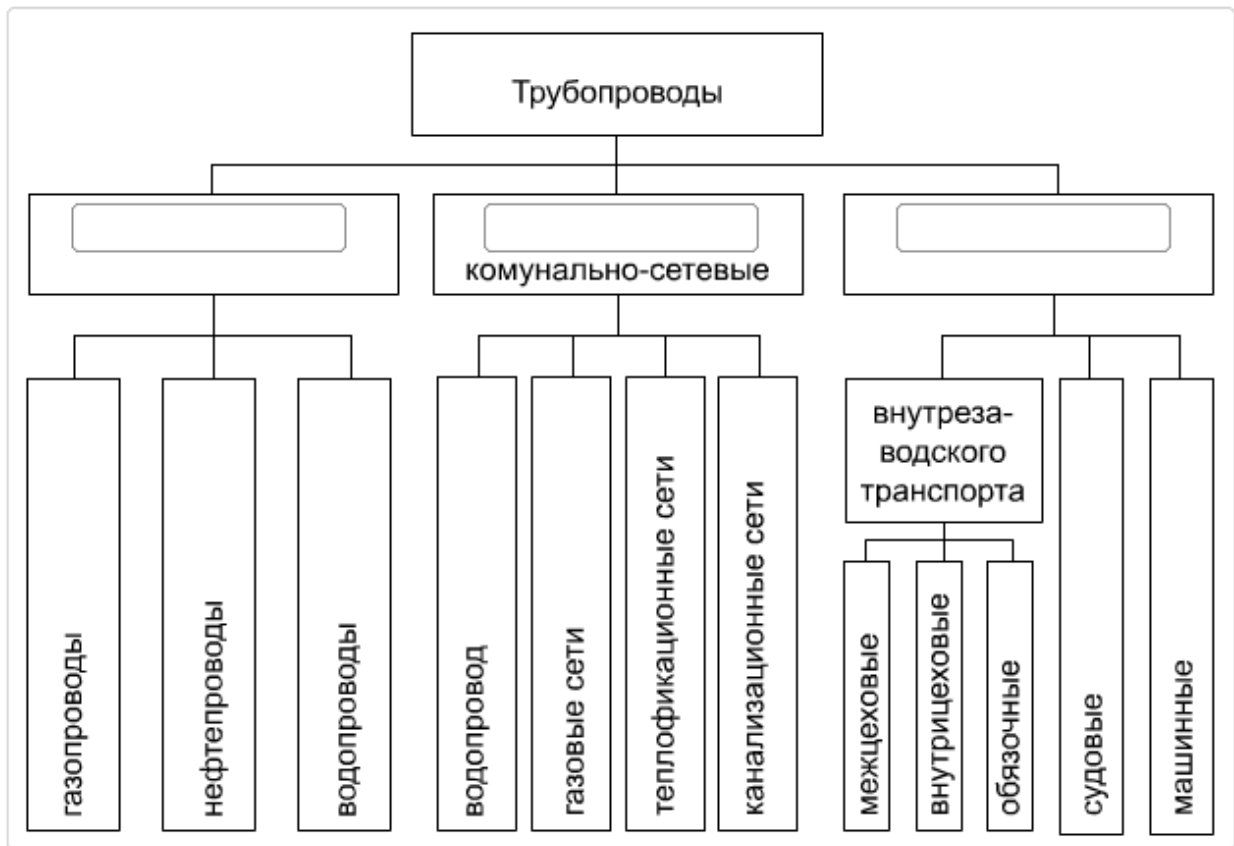 Трубопроводы
комунально-сетевые
газопроводы
нефтепроводы
водопроводы
водопровод
газовые сети
теплофикационные сети
канализационные сети
внутреза-
водского
транспорта
межцеховые
внутрицеховые
обязочные
судовые
машинные